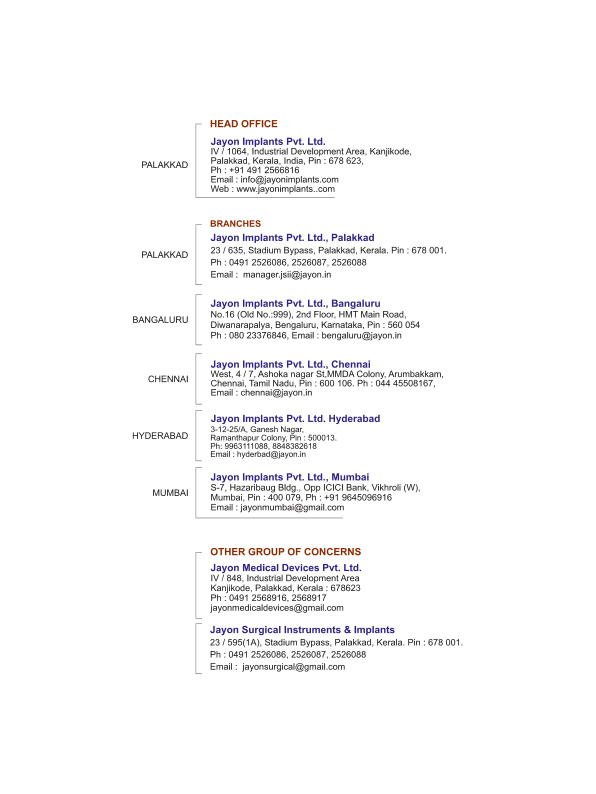 HEAD OFFICE
PALAKKAD
Jayon Implants Pvt. Ltd.
IV / 1064, Industrial Development Area, Kanjikode,
Palakkad, Kerala, India, Pin : 678 623,
Ph : +91 491 2566816
Email : info@jayonimplants.com
Web : www.jayonimplants..com
BRANCHES
PALAKKAD
Jayon Implants Pvt. Ltd., Palakkad
23 / 635, Stadium Bypass, Palakkad, Kerala. Pin : 678 001.
Ph : 0491 2526086, 2526087, 2526088
Email :  manager.jsii@jayon.in
BANGALURU
Jayon Implants Pvt. Ltd., Bangaluru
No.16 (Old No.:999), 2nd Floor, HMT Main Road,
Diwanarapalya, Bengaluru, Karnataka, Pin : 560 054
Ph : 080 23376846, Email : bengaluru@jayon.in
CHENNAI
Jayon Implants Pvt. Ltd., Chennai
West, 4 / 7, Ashoka nagar St,MMDA Colony, Arumbakkam,
Chennai, Tamil Nadu, Pin : 600 106. Ph : 044 45508167,
Email : chennai@jayon.in
HYDERABAD
Jayon Implants Pvt. Ltd. Hyderabad
3-12-25/A, Ganesh Nagar,
Ramanthapur Colony, Pin : 500013.
Ph: 9963111088, 8848382618
Email : hyderbad@jayon.in
MUMBAI
Jayon Implants Pvt. Ltd., Mumbai
S-7, Hazaribaug Bldg., Opp ICICI Bank, Vikhroli (W),
Mumbai, Pin : 400 079, Ph : +91 9645096916
Email : jayonmumbai@gmail.com
OTHER GROUP OF CONCERNS
Jayon Medical Devices Pvt. Ltd.
IV / 848, Industrial Development Area
Kanjikode, Palakkad, Kerala : 678623
Ph : 0491 2568916, 2568917
jayonmedicaldevices@gmail.com
Jayon Surgical Instruments & Implants
23 / 595(1A), Stadium Bypass, Palakkad, Kerala. Pin : 678 001.
Ph : 0491 2526086, 2526087, 2526088
Email :  jayonsurgical@gmail.com